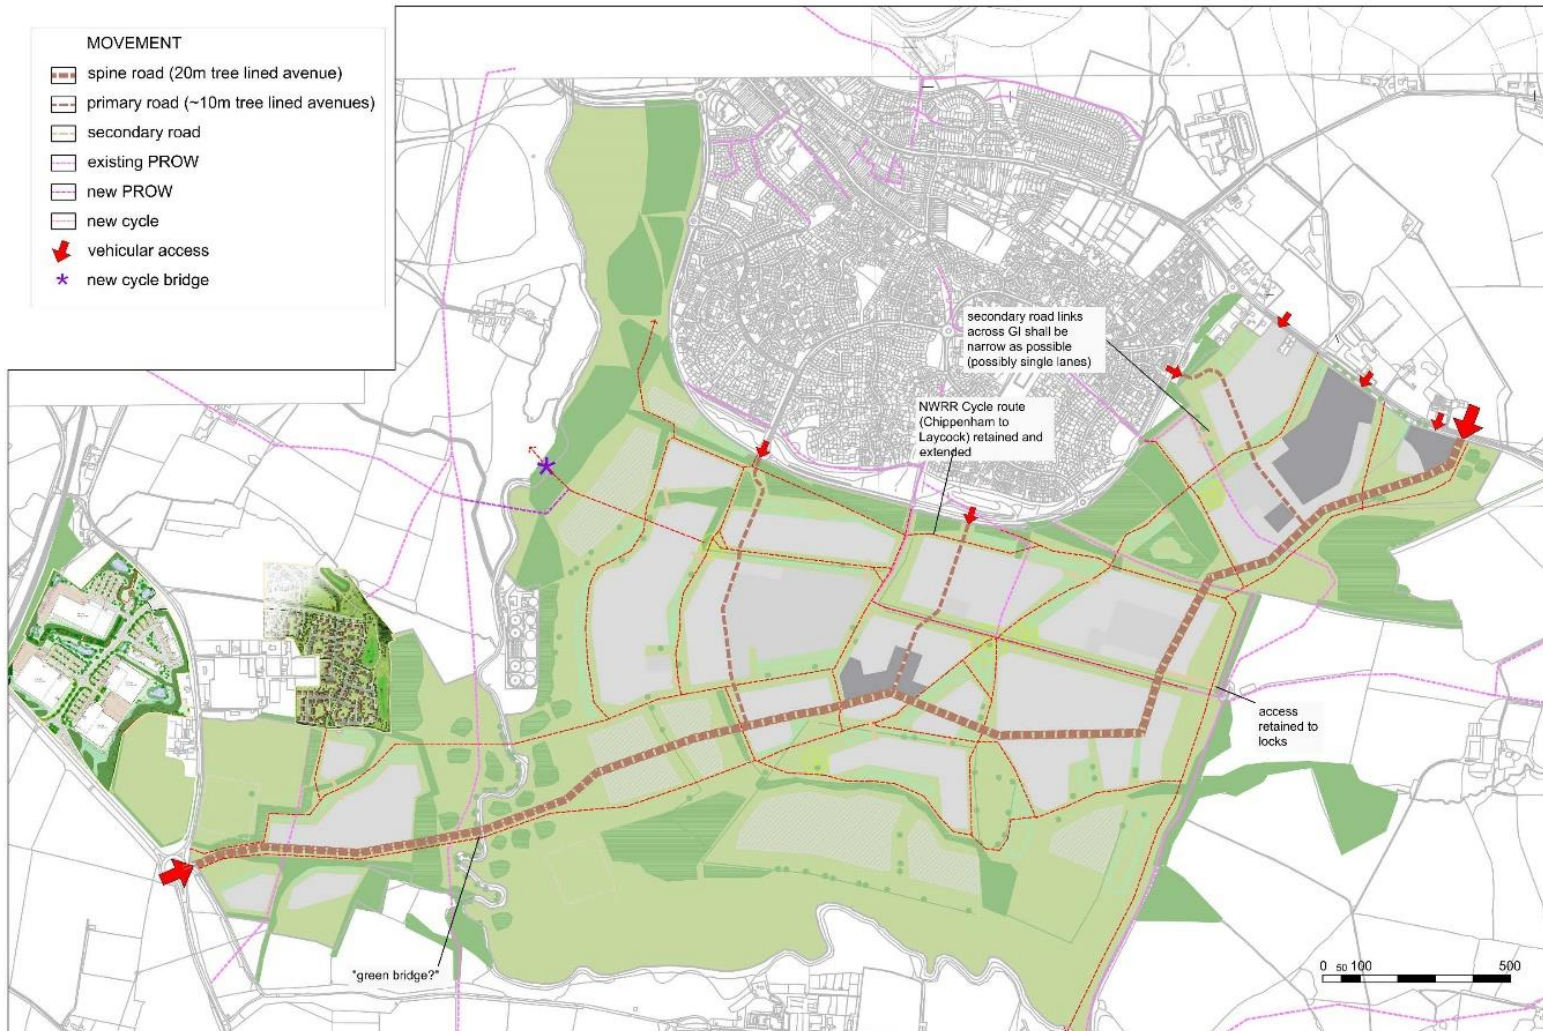 MOVEMENT
spine road (20m tree lined avenue)
primary road (~10m tree lined avenues)
secondary road
existing PROW
new PROW
new cycle
vehicular access
new cycle bridge
secondary road links
across GI shall be
narrow as possible
(possibly single lanes)
NWRR Cycle route
(Chippenham to
Laycock) retained and
extended
access
retained to
locks
"green bridge?"
0 50 100 500